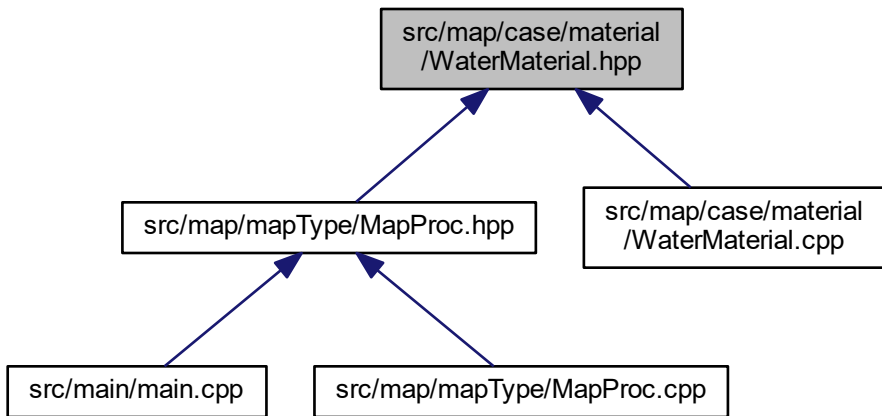 src/map/case/material
/WaterMaterial.hpp
src/map/mapType/MapProc.hpp
src/map/case/material
/WaterMaterial.cpp
src/main/main.cpp
src/map/mapType/MapProc.cpp